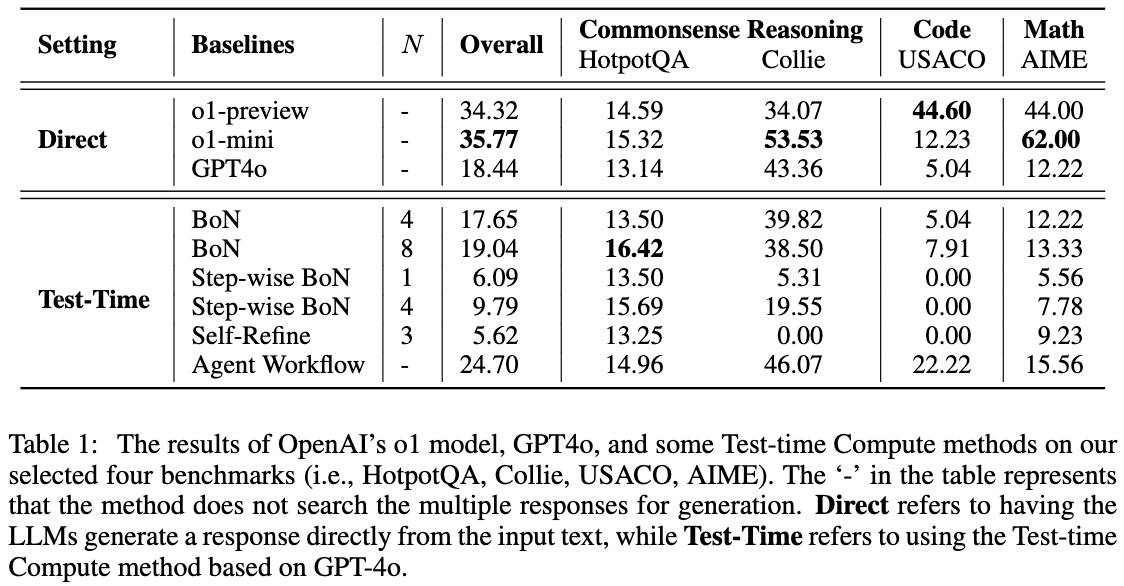 Setting Baselines N Overall Commonsense Reasoning Code Math
HotpotQA Collie USACO AIME
o1-preview - 34.32 14.59 34.07 44.60 44.00
Direct o1-mini - 35.77 15.32 53.53 12.23 62.00
GPT4o - 18.44 13.14 43.36 5.04 12.22
BoN 4 17.65 13.50 39.82 5.04 12.22
BoN 8 19.04 16.42 38.50 7.91 13.33
Step-wise BoN 1 6.09 13.50 5.31 0.00 5.56
Test-Time Step-wise BoN 4 9.79 15.69 19.55 0.00 7.78
Self-Refine 3 5.62 13.25 0.00 0.00 9.23
Agent Workflow - 24.70 14.96 46.07 22.22 15.56
Table 1: The results of OpenAI's o1 model, GPT4o, and some Test-time Compute methods on our
selected four benchmarks (i.e., HotpotQA, Collie, USACO, AIME). The ‘-’ in the table represents
that the method does not search the multiple responses for generation. Direct refers to having the
LLMs generate a response directly from the input text, while Test-Time refers to using the Test-time
Compute method based on GPT-4o.